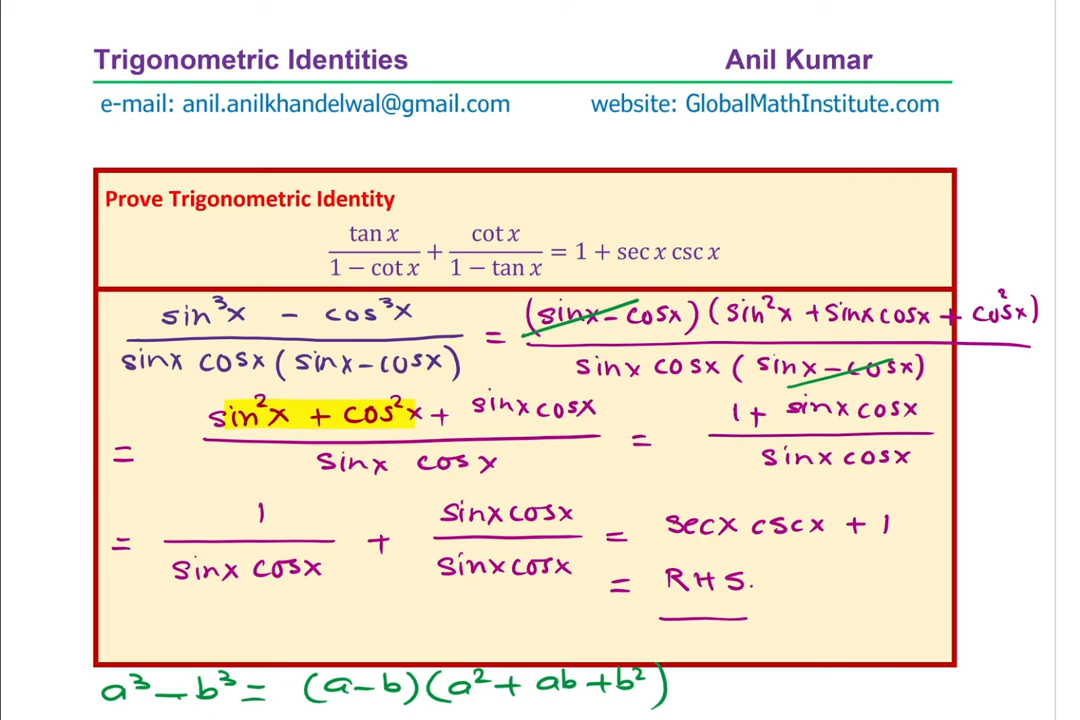 Trigonometric Identities Anil Kumar
e-mail: anil.anilkhandelwal@gmail.com website: GlobalMathInstitute.com
Prove Trigonometric Identity
tan x / (1 − cot x) + cot x / (1 − tan x) = 1 + sec x csc x
(sin³x − cos³x) / (sinx cosx (sinx − cosx)) = ((sinx − cosx)(sin²x + sinx cosx + cos²x)) / (sinx cosx (sinx − cosx))
= (sin²x + cos²x + sinx cosx) / (sinx cosx) = (1 + sinx cosx) / (sinx cosx)
= 1 / (sinx cosx) + (sinx cosx) / (sinx cosx) = secx cscx + 1
= RHS.
a³ − b³ = (a − b)(a² + ab + b²)